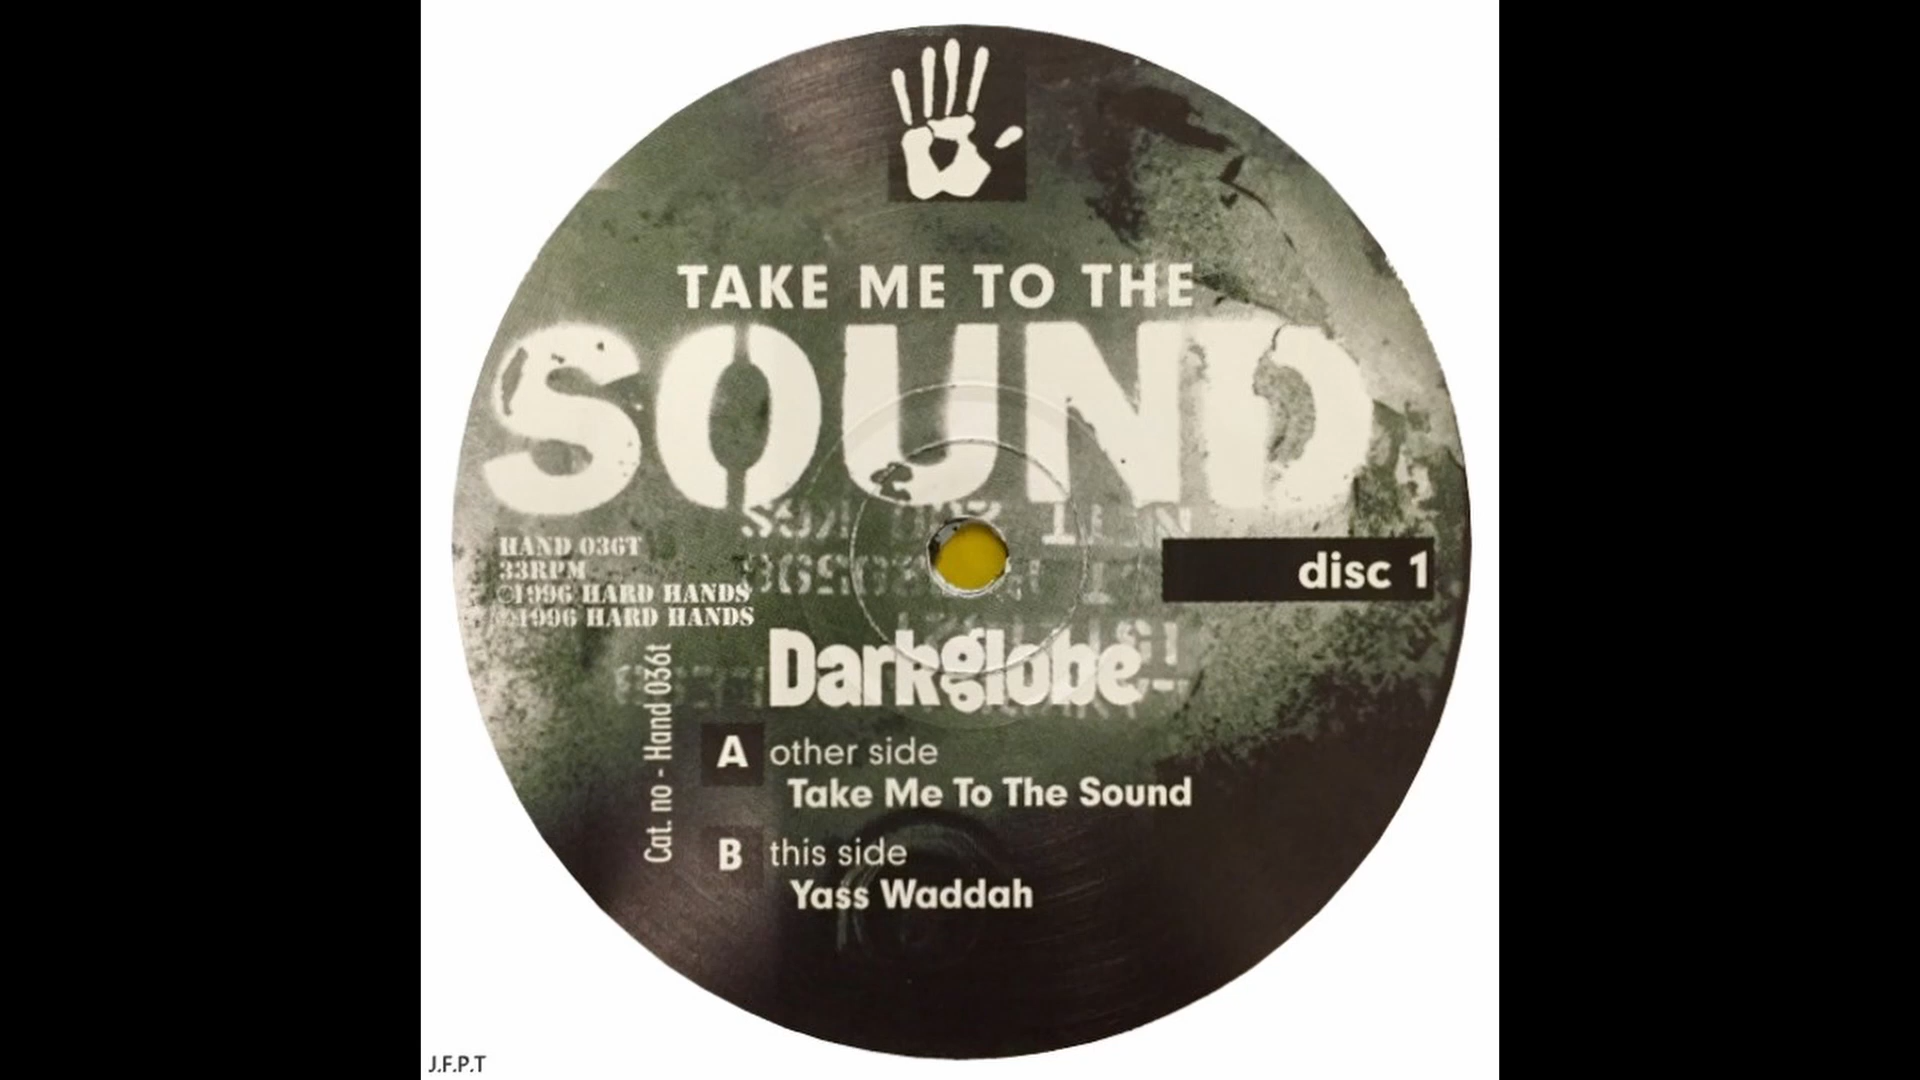 TAKE ME TO THE
SOUND
HAND 036T
33RPM
℗1996 HARD HANDS
©1996 HARD HANDS
disc 1
Darkglobe
Cat. no - Hand 036t
A other side
Take Me To The Sound
B this side
Yass Waddah
J.F.P.T